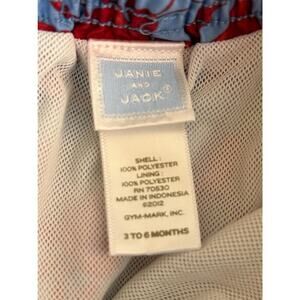 JANIE
AND
JACK®
SHELL:
100% POLYESTER
LINING:
100% POLYESTER
RN 70530
MADE IN INDONESIA
©2012
GYM-MARK, INC.
3 TO 6 MONTHS